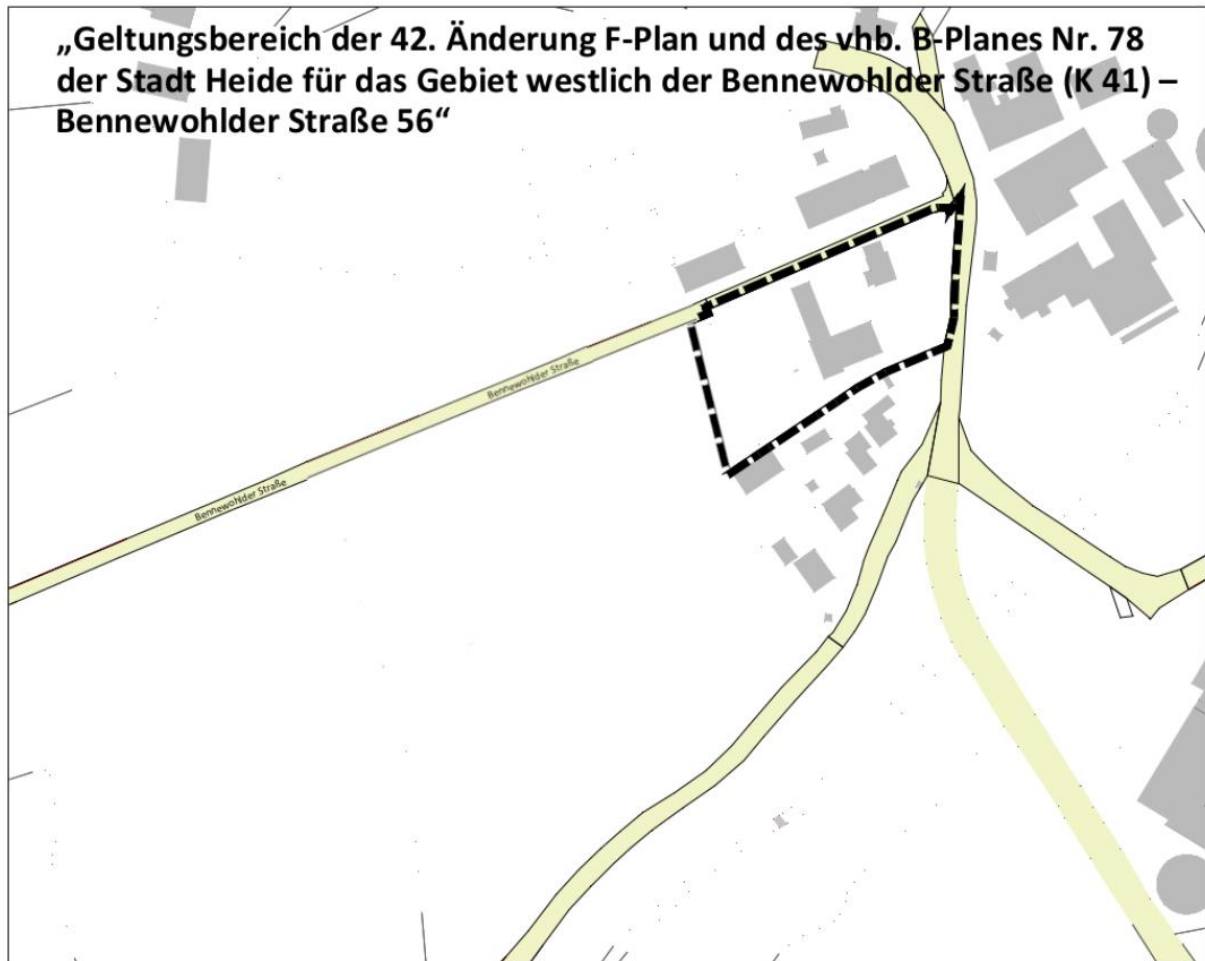 „Geltungsbereich der 42. Änderung F-Plan und des vhb. B-Planes Nr. 78
der Stadt Heide für das Gebiet westlich der Bennewohlder Straße (K 41) –
Bennewohlder Straße 56“
Bennewohlder Straße
Bennewohlder Straße